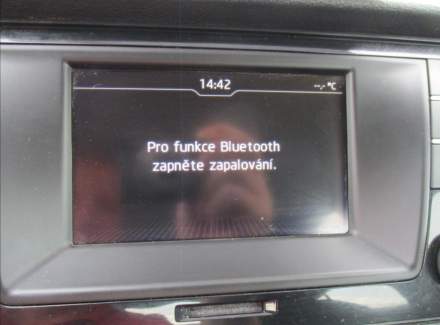 14:42
--,- °C
Pro funkce Bluetooth
zapněte zapalování.